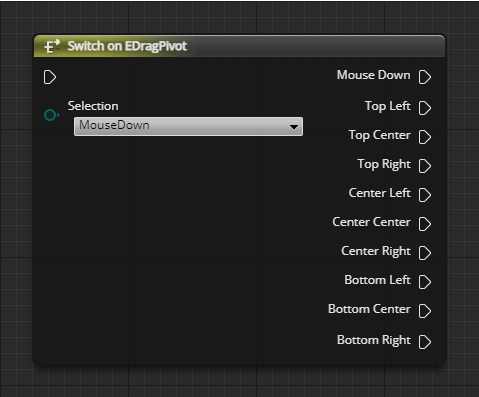 Switch on EDragPivot
Mouse Down
Selection
MouseDown
Top Left
Top Center
Top Right
Center Left
Center Center
Center Right
Bottom Left
Bottom Center
Bottom Right